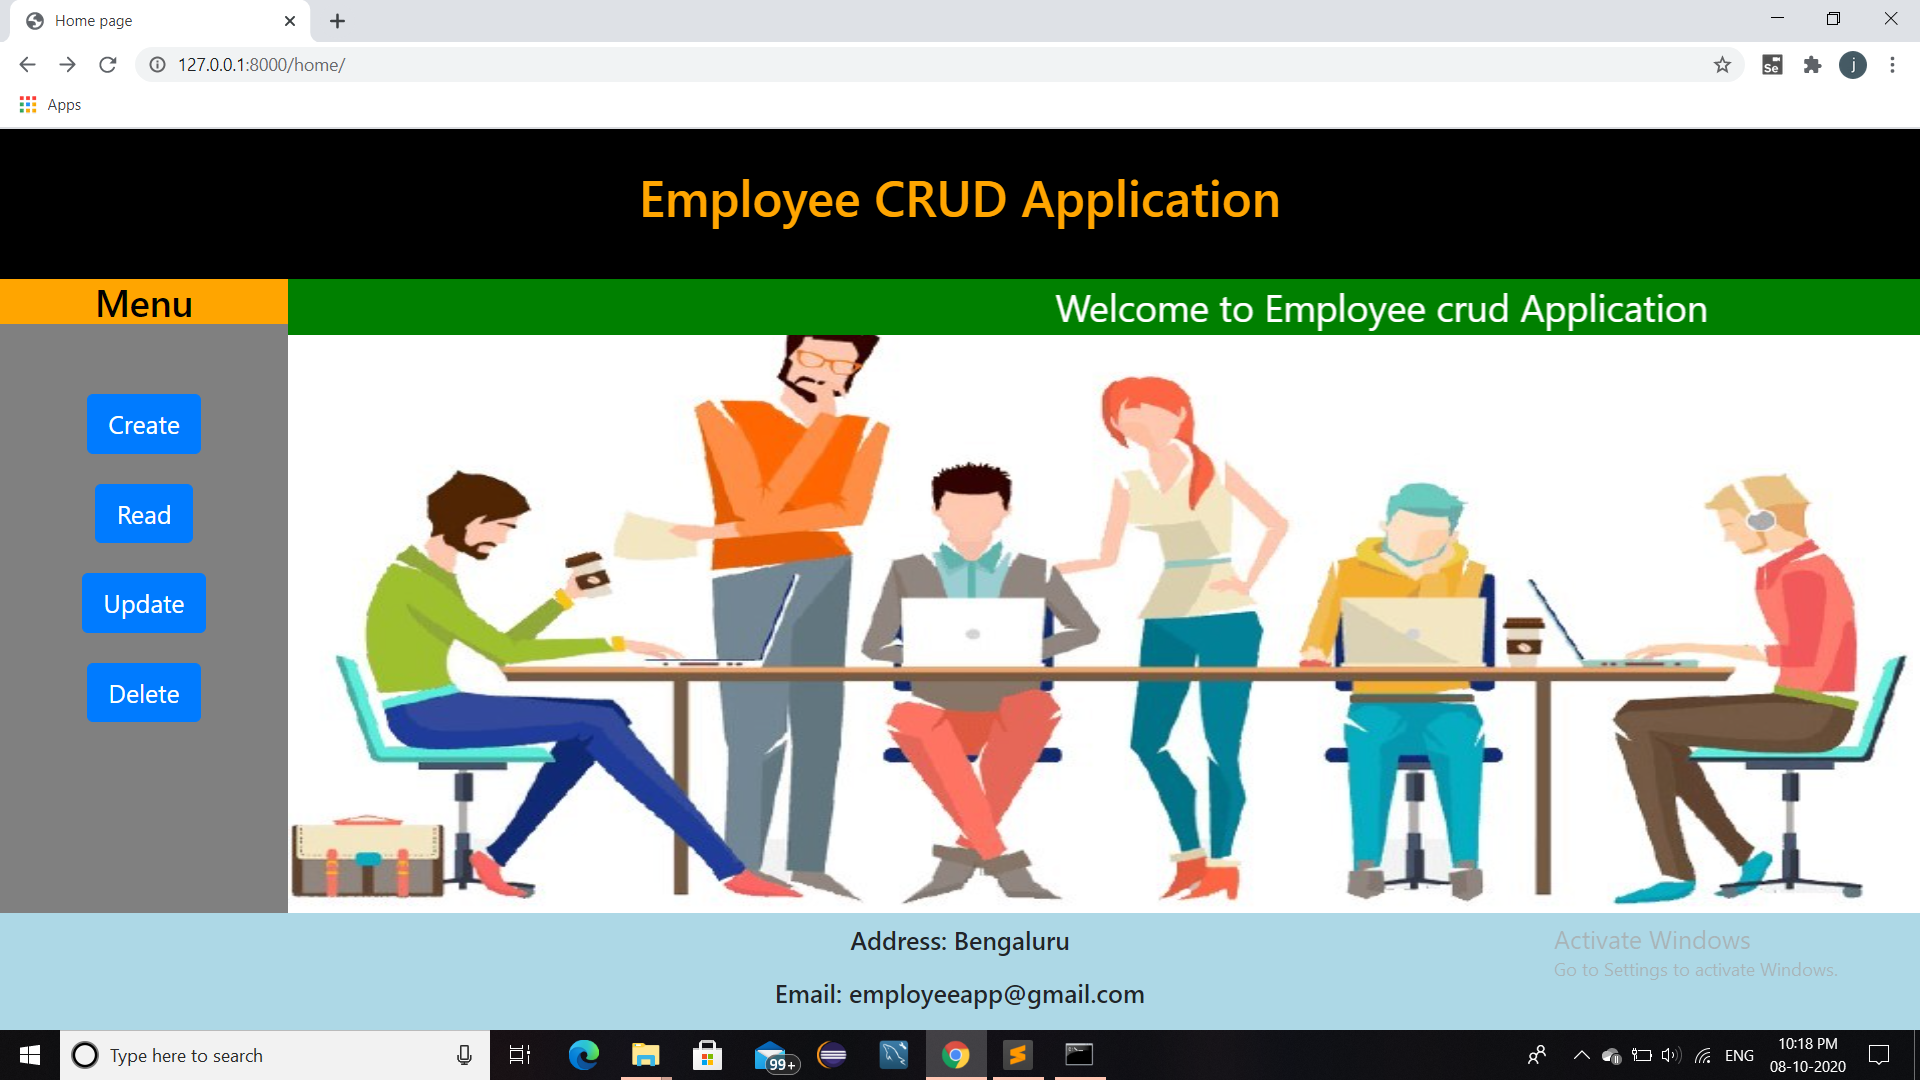 Home page
127.0.0.1:8000/home/
Se
j
Apps
Employee CRUD Application
Menu
Welcome to Employee crud Application
Create
Read
Update
Delete
Address: Bengaluru
Email: employeeapp@gmail.com
Activate Windows
Go to Settings to activate Windows.
Type here to search
99+
ENG
10:18 PM
08-10-2020